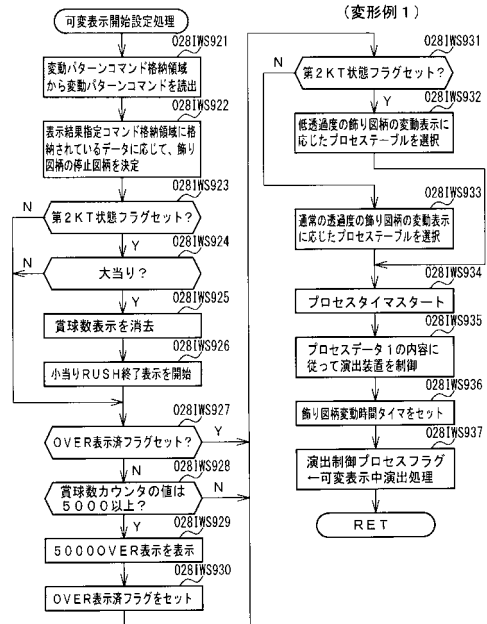 可変表示開始設定処理
028IWS921
変動パターンコマンド格納領域
から変動パターンコマンドを読出
028IWS922
表示結果指定コマンド格納領域に格
納されているデータに応じて、飾り
図柄の停止図柄を決定
028IWS923
N
第2KT状態フラグセット?
Y
028IWS924
N
大当り?
Y
028IWS925
賞球数表示を消去
028IWS926
小当りRUSH終了表示を開始
028IWS927
OVER表示済フラグセット?
Y
N
028IWS928
賞球数カウンタの値は
5000以上?
N
Y
028IWS929
5000OVER表示を表示
028IWS930
OVER表示済フラグをセット
(変形例1)
028IWS931
N
第2KT状態フラグセット?
Y
028IWS932
低透過度の飾り図柄の変動表示に
応じたプロセステーブルを選択
028IWS933
通常の透過度の飾り図柄の変動表示
に応じたプロセステーブルを選択
028IWS934
プロセスタイマスタート
028IWS935
プロセスデータ1の内容に
従って演出装置を制御
028IWS936
飾り図柄変動時間タイマをセット
028IWS937
演出制御プロセスフラグ
←可変表示中演出処理
RET